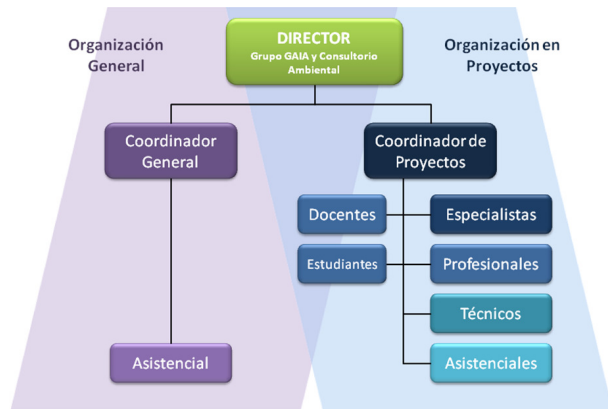 Organización
General
DIRECTOR
Grupo GAIA y Consultorio
Ambiental
Organización en
Proyectos
Coordinador
General
Coordinador de
Proyectos
Docentes
Especialistas
Estudiantes
Profesionales
Técnicos
Asistencial
Asistenciales